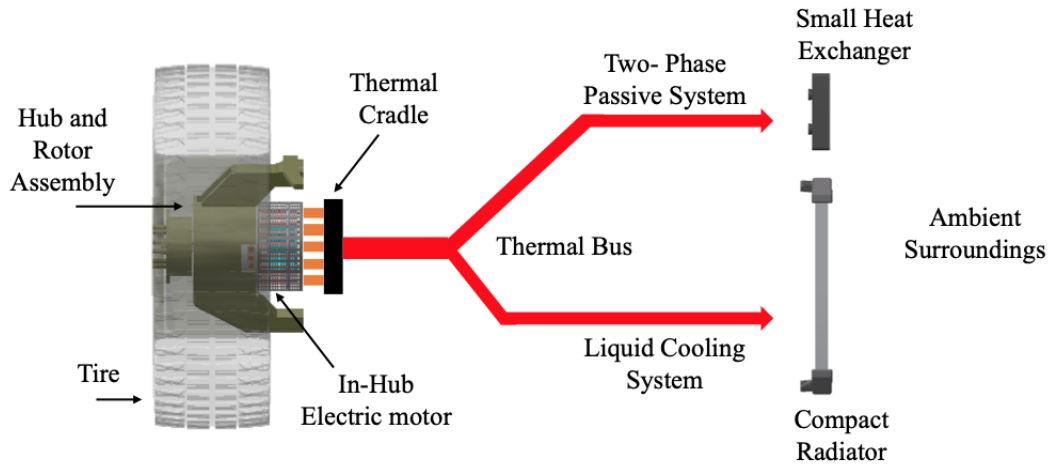 Small Heat
Exchanger
Two- Phase
Passive System
Thermal
Cradle
Hub and
Rotor
Assembly
Thermal Bus
Ambient
Surroundings
Liquid Cooling
System
Tire
In-Hub
Electric motor
Compact
Radiator